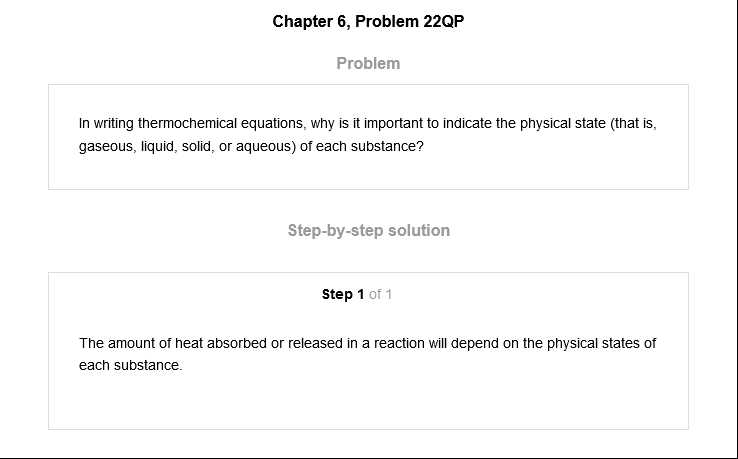 Chapter 6, Problem 22QP
Problem
In writing thermochemical equations, why is it important to indicate the physical state (that is,
gaseous, liquid, solid, or aqueous) of each substance?
Step-by-step solution
Step 1 of 1
The amount of heat absorbed or released in a reaction will depend on the physical states of
each substance.